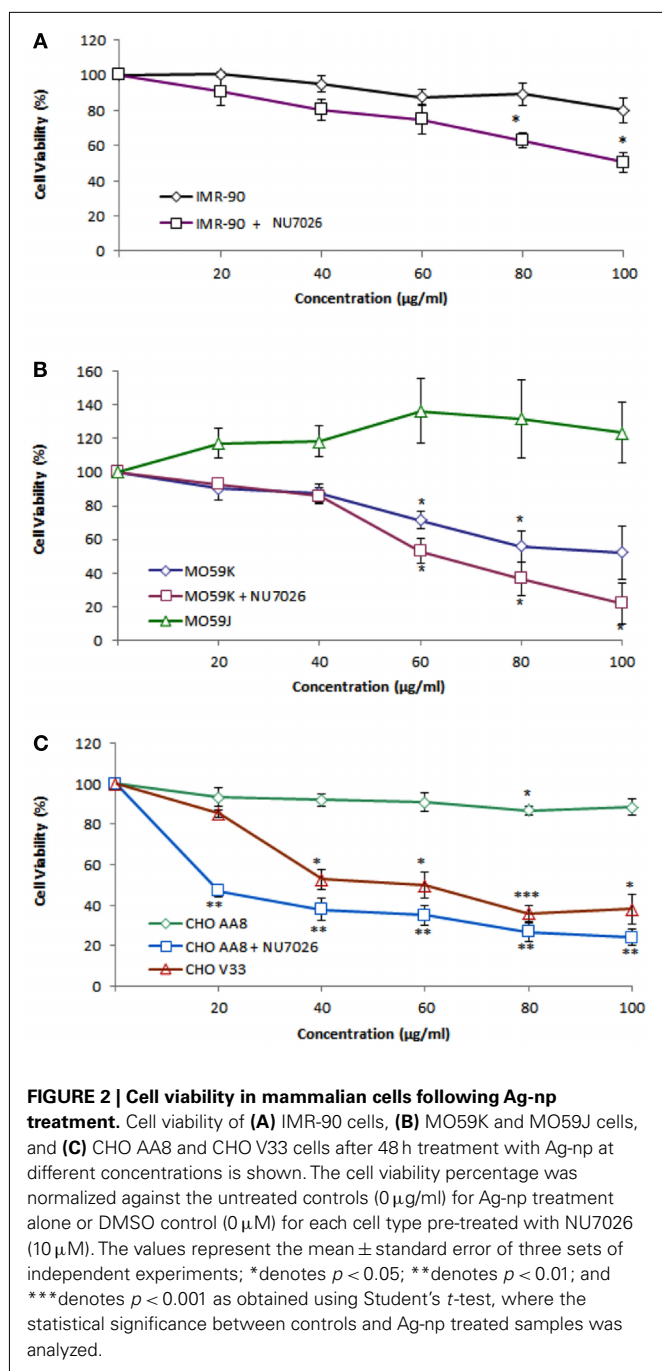 A
120
100
80
60
40
20
0
Cell Viability (%)
*
*
IMR-90
IMR-90 + NU7026
20 40 60 80 100
Concentration (µg/ml)
B
160
140
120
100
80
60
40
20
0
Cell Viability (%)
* *
* * *
MO59K
MO59K + NU7026
MO59J
20 40 60 80 100
Concentration (µg/ml)
C
120
100
80
60
40
20
0
Cell Viability (%)
*
* * *** *
** ** ** ** **
CHO AA8
CHO AA8 + NU7026
CHO V33
20 40 60 80 100
Concentration (µg/ml)
FIGURE 2 | Cell viability in mammalian cells following Ag-np
treatment. Cell viability of (A) IMR-90 cells, (B) MO59K and MO59J cells,
and (C) CHO AA8 and CHO V33 cells after 48 h treatment with Ag-np at
different concentrations is shown. The cell viability percentage was
normalized against the untreated controls (0 µg/ml) for Ag-np treatment
alone or DMSO control (0 µM) for each cell type pre-treated with NU7026
(10 µM). The values represent the mean ± standard error of three sets of
independent experiments; *denotes p < 0.05; **denotes p < 0.01; and
***denotes p < 0.001 as obtained using Student's t-test, where the
statistical significance between controls and Ag-np treated samples was
analyzed.